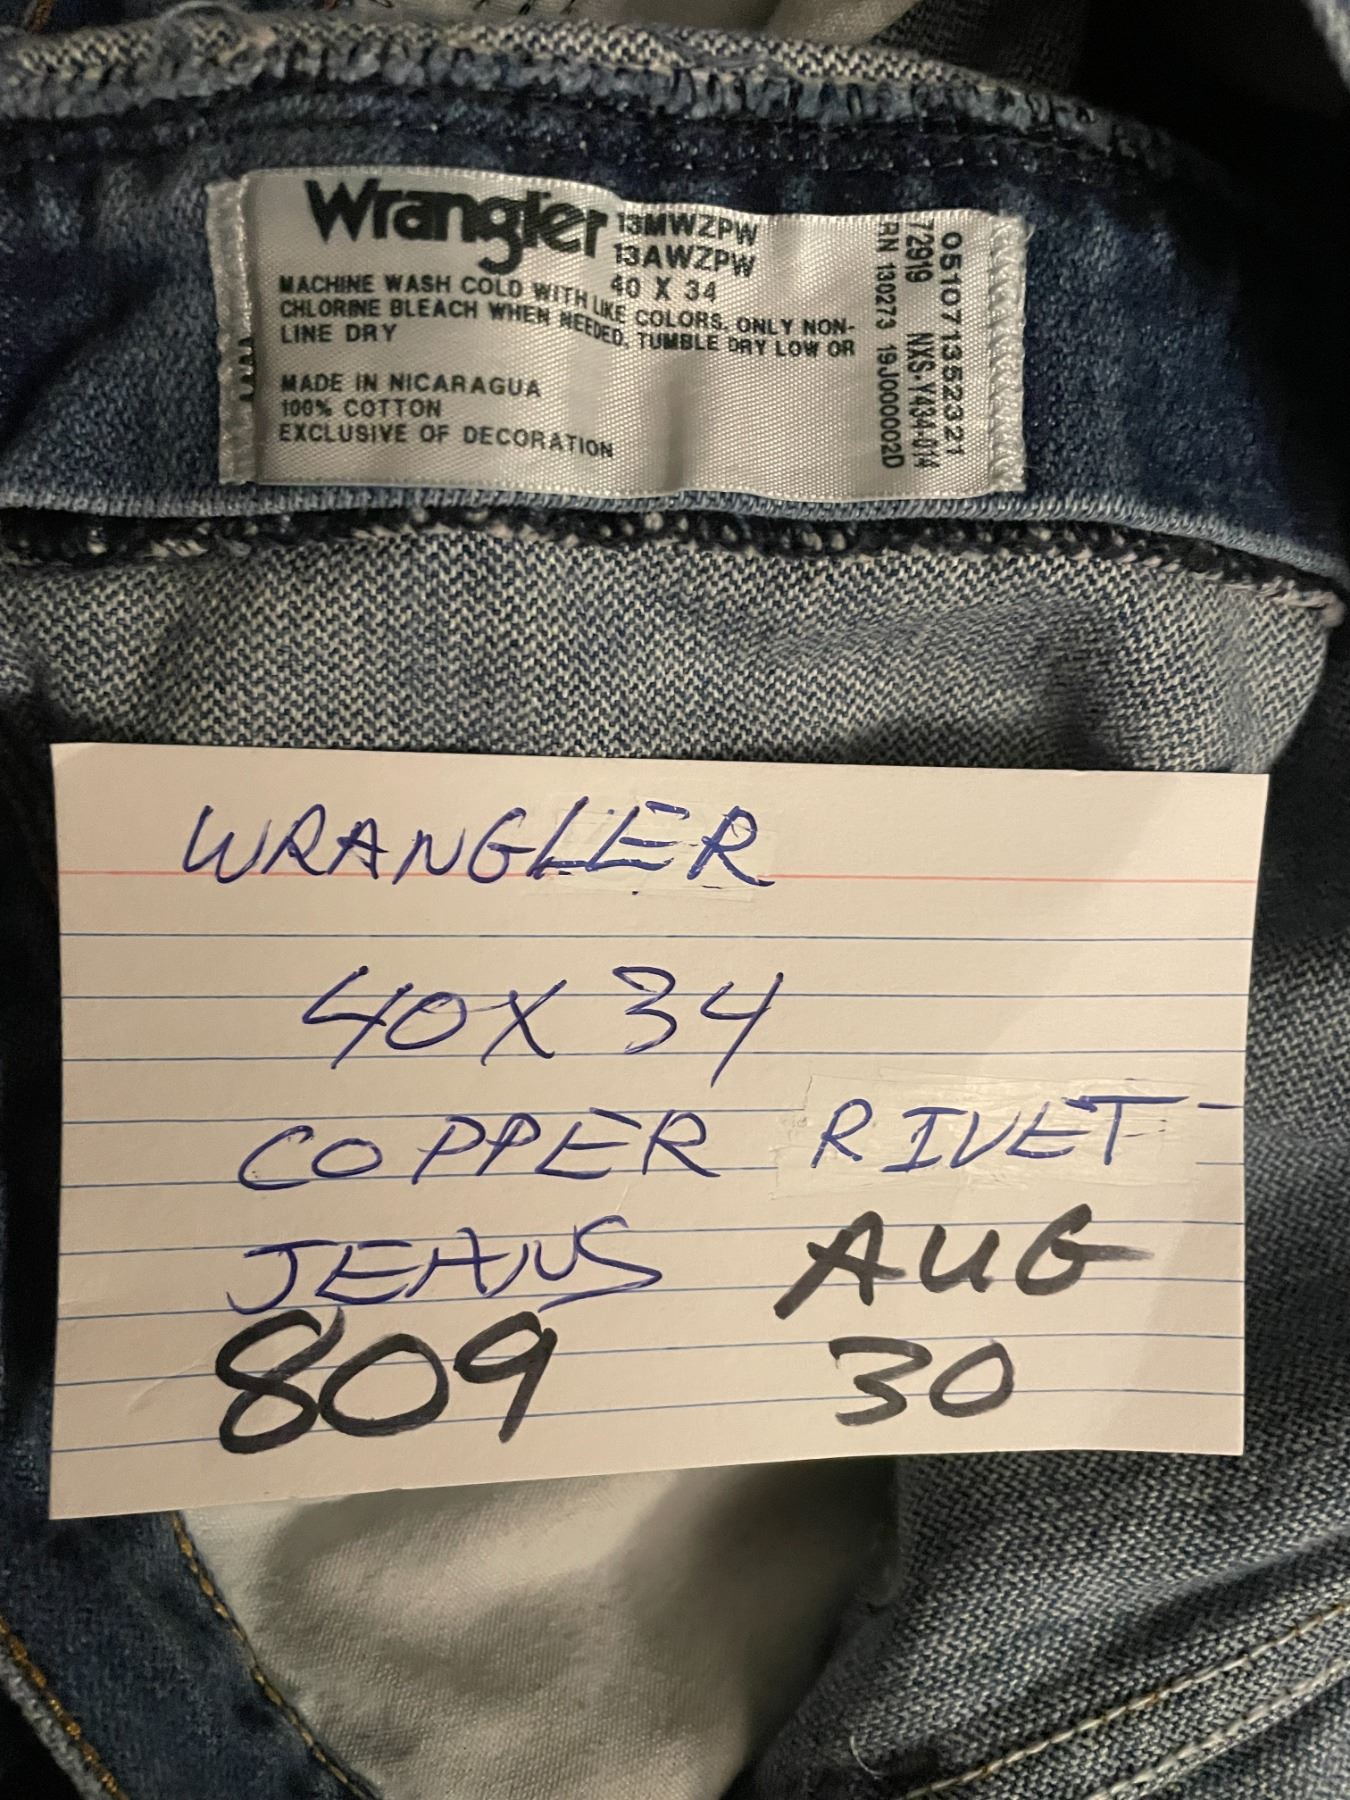 Wrangler
13MWZPW
13AWZPW
40 X 34
MACHINE WASH COLD WITH LIKE COLORS. ONLY NON-
CHLORINE BLEACH WHEN NEEDED. TUMBLE DRY LOW OR
LINE DRY
MADE IN NICARAGUA
100% COTTON
EXCLUSIVE OF DECORATION
051071352321
72919 NXS-Y434-014
RN 130273 19J000002D
WRANGLER
40X34
COPPER RIVET
JEANS AUG
809 30